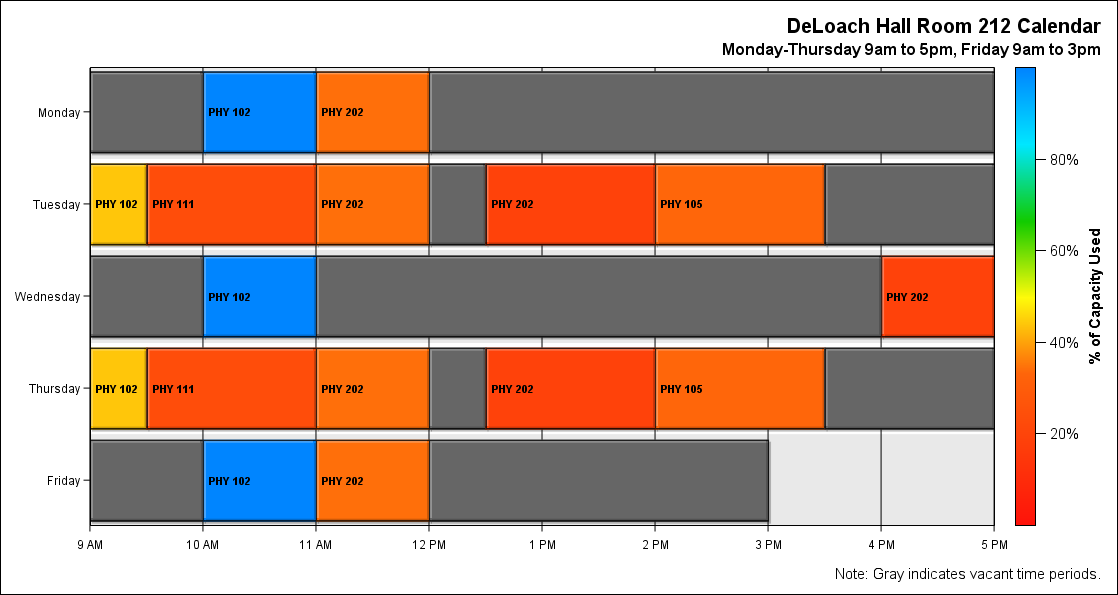 DeLoach Hall Room 212 Calendar
Monday-Thursday 9am to 5pm, Friday 9am to 3pm
Monday
PHY 102
PHY 202
Tuesday
PHY 102
PHY 111
PHY 202
PHY 202
PHY 105
Wednesday
PHY 102
PHY 202
Thursday
PHY 102
PHY 111
PHY 202
PHY 202
PHY 105
Friday
PHY 102
PHY 202
9 AM
10 AM
11 AM
12 PM
1 PM
2 PM
3 PM
4 PM
5 PM
80%
60%
40%
20%
% of Capacity Used
Note: Gray indicates vacant time periods.